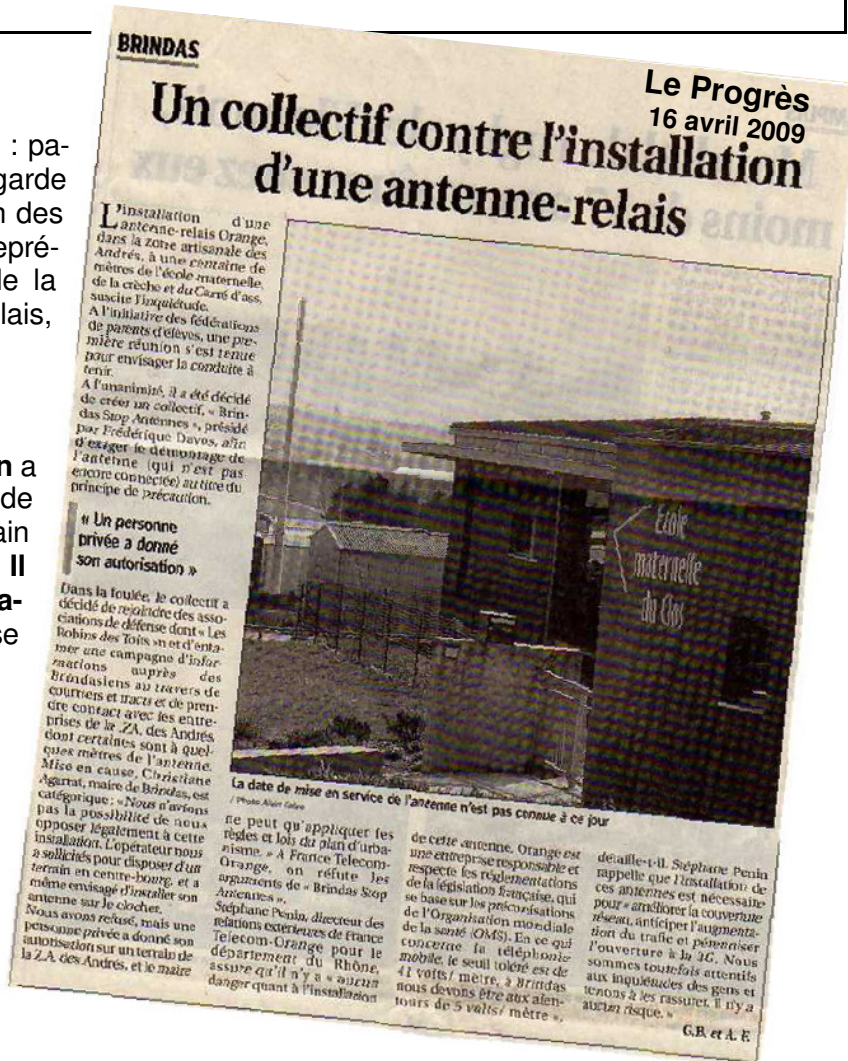 : pa-
garde
n des
epré-
e la
lais,
n a
de
ain
Il
a-
se
BRINDAS
Le Progrès
16 avril 2009
Un collectif contre l'installation
d'une antenne-relais
L'installation d'une
antenne-relais Orange,
dans la zone artisanale des
Andrés, à une centaine de
mètres de l'école maternelle,
de la crèche et du Carré d'ass,
suscite l'inquiétude.
A l'initiative des fédérations
de parents d'élèves, une pre-
mière réunion s'est tenue
pour envisager la conduite à
tenir.
A l'unanimité, il a été décidé
de créer un collectif, « Brin-
das Stop Antennes », présidé
par Frédérique Davos, afin
d'exiger le démontage de
l'antenne (qui n'est pas
encore connectée) au titre du
principe de précaution.
« Un personne
privée a donné
son autorisation »
Dans la foulée, le collectif a
décidé de rejoindre des asso-
ciations de défense dont « Les
Robins des Toits » et d'enta-
mer une campagne d'infor-
mations auprès des
Brindasiens au travers de
courriers et tracts et de pren-
dre contact avec les entre-
prises de la .ZA. des Andrés,
dont certaines sont à quel-
ques mètres de l'antenne.
Mise en cause, Christiane
Agarrat, maire de Brindas, est
catégorique : « Nous n'avions
pas la possibilité de nous
opposer légalement à cette
installation. L'opérateur nous
a sollicités pour disposer d'un
terrain en centre-bourg, et a
même envisagé d'installer son
antenne sur le clocher.
Nous avons refusé, mais une
personne privée a donné son
autorisation sur un terrain de
la Z.A. des Andrés, et le maire
Ecole
maternelle
du Clos
La date de mise en service de l'antenne n'est pas connue à ce jour
/ Photo Alain
ne peut qu'appliquer les
règles et lois du plan d'urba-
nisme. » A France Telecom-
Orange, on réfute les
arguments de « Brindas Stop
Antennes ».
Stéphane Penin, directeur des
relations extérieures de France
Telecom-Orange pour le
département du Rhône,
assure qu'il n'y a « aucun
danger quant à l'installation
de cette antenne. Orange est
une entreprise responsable et
respecte les réglementations
de la législation française, qui
se base sur les préconisations
de l'Organisation mondiale
de la santé (OMS). En ce qui
concerne la téléphonie
mobile, le seuil toléré est de
41 volts/ mètre, à Brindas
nous devons être aux alen-
tours de 5 volts/ mètre »,
détaille-t-il. Stéphane Penin
rappelle que l'installation de
ces antennes est nécessaire
pour « améliorer la couverture
réseau, anticiper l'augmenta-
tion du trafic et pérenniser
l'ouverture à la 3G. Nous
sommes toutefois attentifs
aux inquiétudes des gens et
tenons à les rassurer. Il n'y a
aucun risque. »
G.B. et A. F.